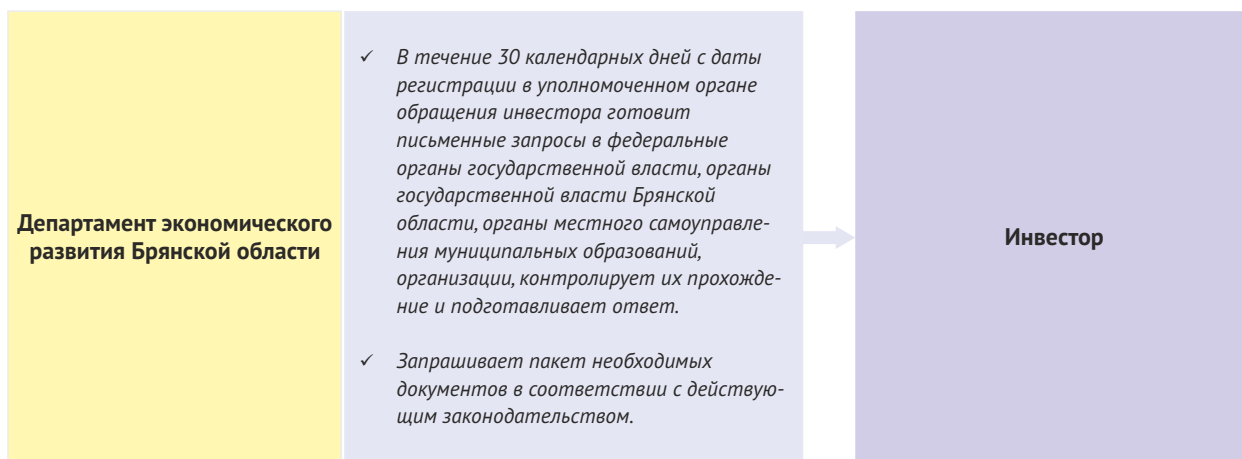 Департамент экономического
развития Брянской области
✓ В течение 30 календарных дней с даты
регистрации в уполномоченном органе
обращения инвестора готовит
письменные запросы в федеральные
органы государственной власти, органы
государственной власти Брянской
области, органы местного самоуправле-
ния муниципальных образований,
организации, контролирует их прохожде-
ние и подготавливает ответ.
✓ Запрашивает пакет необходимых
документов в соответствии с действую-
щим законодательством.
Инвестор